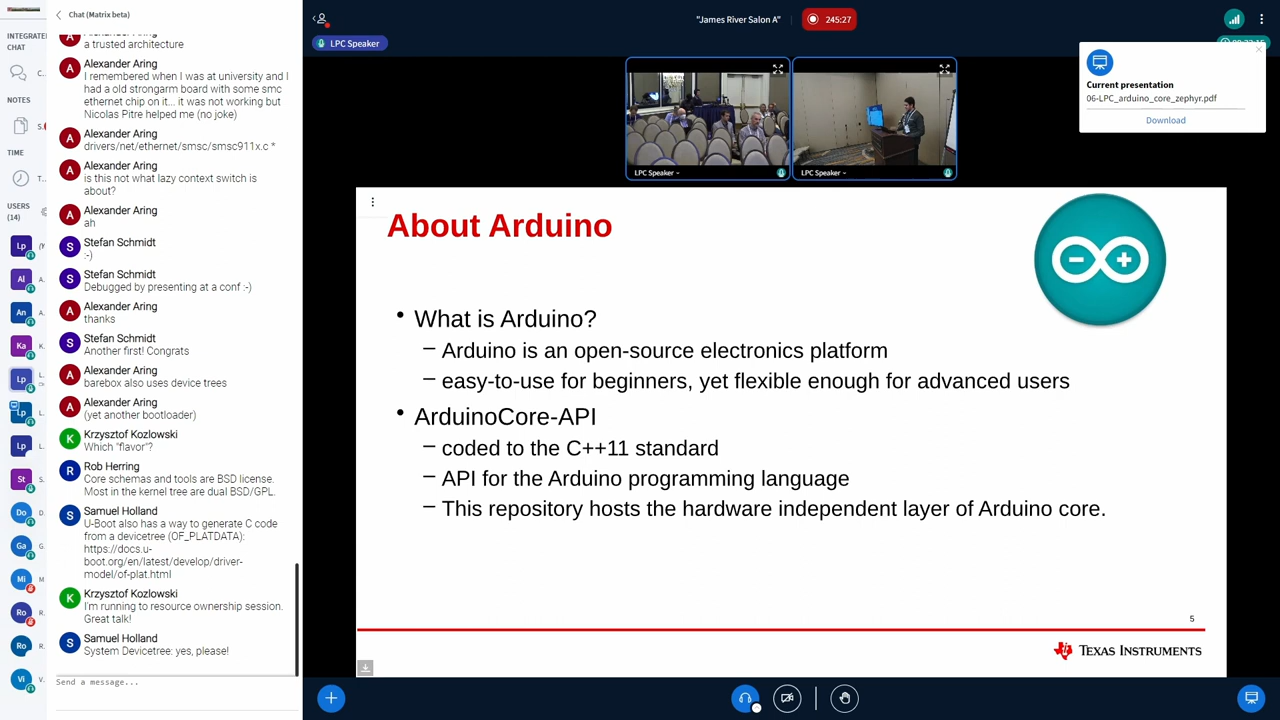 Chat (Matrix beta)
INTEGRATE
CHAT
C..
NOTES
S.
TIME
T..
USERS
(14)
Alexander Aring
a trusted architecture
Alexander Aring
I remembered when I was at university and I
had a old strongarm board with some smc
ethernet chip on it... it was not working but
Nicolas Pitre helped me (no joke)
Alexander Aring
drivers/net/ethernet/smsc/smsc911x.c *
Alexander Aring
is this not what lazy context switch is
about?
Alexander Aring
ah
Stefan Schmidt
:-)
Stefan Schmidt
Debugged by presenting at a conf :-)
Alexander Aring
thanks
Stefan Schmidt
Another first! Congrats
Alexander Aring
barebox also uses device trees
Alexander Aring
(yet another bootloader)
Krzysztof Kozlowski
Which "flavor"?
Rob Herring
Core schemas and tools are BSD license.
Most in the kernel tree are dual BSD/GPL.
Samuel Holland
U-Boot also has a way to generate C code
from a devicetree (OF_PLATDATA):
https://docs.u-
boot.org/en/latest/develop/driver-
model/of-plat.html
Krzysztof Kozlowski
I'm running to resource ownership session.
Great talk!
Samuel Holland
System Devicetree: yes, please!
Send a message...
"James River Salon A"
245:27
LPC Speaker
LPC Speaker
LPC Speaker
Current presentation
06-LPC_arduino_core_zephyr.pdf
Download
About Arduino
• What is Arduino?
– Arduino is an open-source electronics platform
– easy-to-use for beginners, yet flexible enough for advanced users
• ArduinoCore-API
– coded to the C++11 standard
– API for the Arduino programming language
– This repository hosts the hardware independent layer of Arduino core.
5
TEXAS INSTRUMENTS